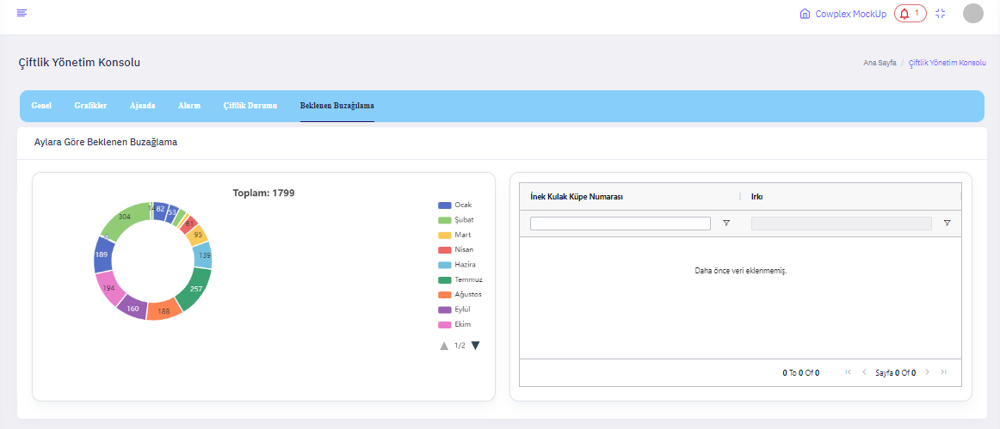 Cowplex MockUp 1
Çiftlik Yönetim Konsolu
Ana Sayfa / Çiftlik Yönetim Konsolu
Genel Grafikler Ajanda Alarm Çiftlik Durumu Beklenen Buzağılama
Aylara Göre Beklenen Buzağlama
Toplam: 1799
82
53
61
95
139
257
188
160
194
189
304
Ocak
Şubat
Mart
Nisan
Hazira
Temmuz
Ağustos
Eylül
Ekim
1/2
İnek Kulak Küpe Numarası Irkı
Daha önce veri eklenmemiş.
0 To 0 Of 0 Sayfa 0 Of 0